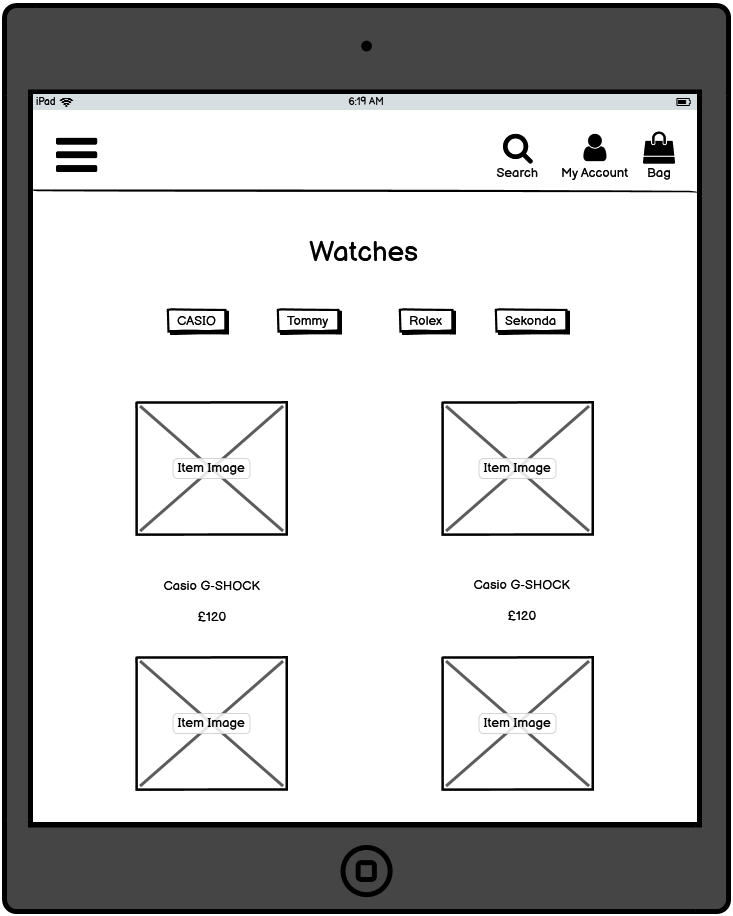 iPad 6:19 AM
Search My Account Bag
Watches
CASIO Tommy Rolex Sekonda
Item Image Item Image
Casio G-SHOCK Casio G-SHOCK
£120 £120
Item Image Item Image